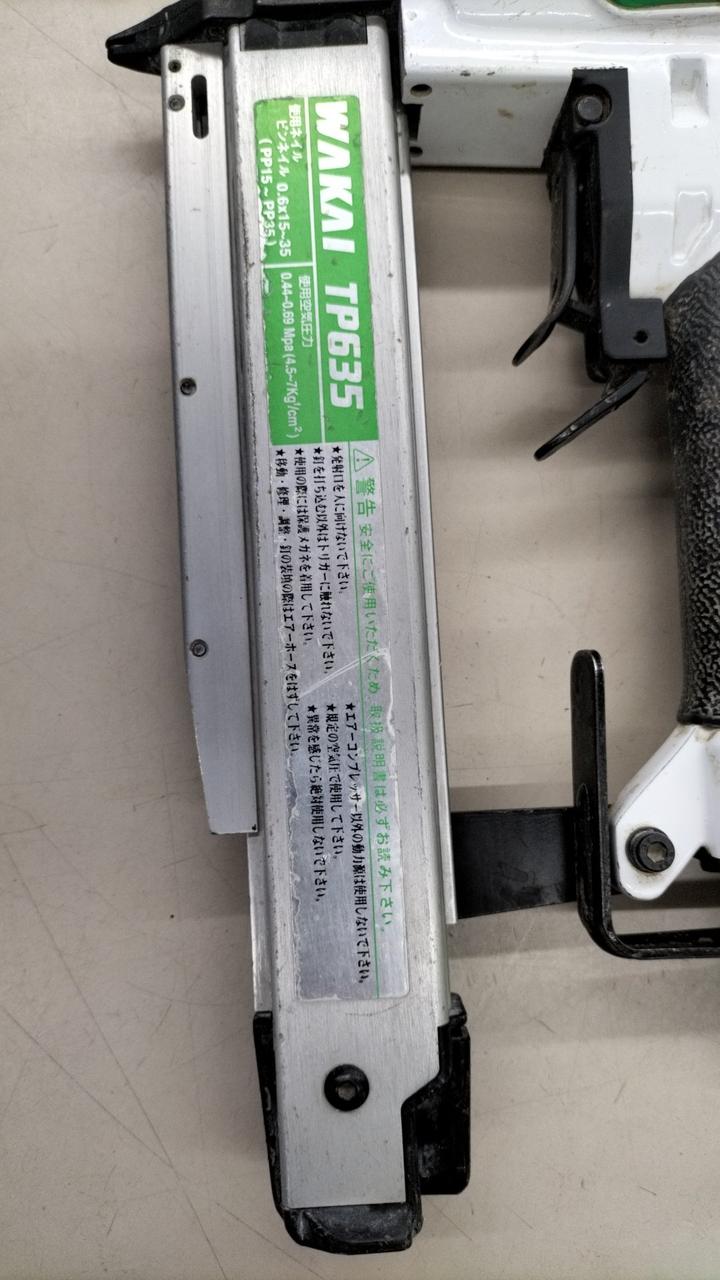 WAKAI TP635
使用ネイル
ピンネイル 0.6x15~35
(PP15~PP35)
使用空気圧力
0.44~0.69 Mpa(4.5~7Kgf/cm²)
⚠警告 安全にご使用いただくため 取扱説明書は必ずお読み下さい。
★発射口を人に向けないで下さい。
★釘を打ち込む以外はトリガーに触れないで下さい。
★使用の際には保護メガネを着用して下さい。
★移動・修理・調整・釘の装填の際はエアーホースをはずして下さい。
★エアーコンプレッサー以外の動力源は使用しないで下さい。
★規定の空気圧で使用して下さい。
★異常を感じたら絶対使用しないで下さい。